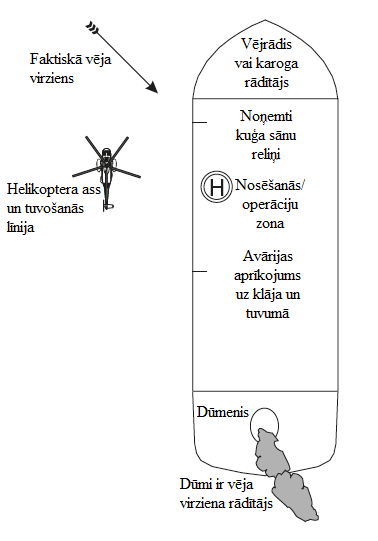 Vējrādis
vai karoga
rādītājs
Faktiskā vēja
virziens
Noņemti
kuģa sānu
reliņi
Helikoptera ass
un tuvošanās
līnija
H
Nosēšanās/
operāciju
zona
Avārijas
aprīkojums
uz klāja un
tuvumā
Dūmenis
Dūmi ir vēja
virziena rādītājs